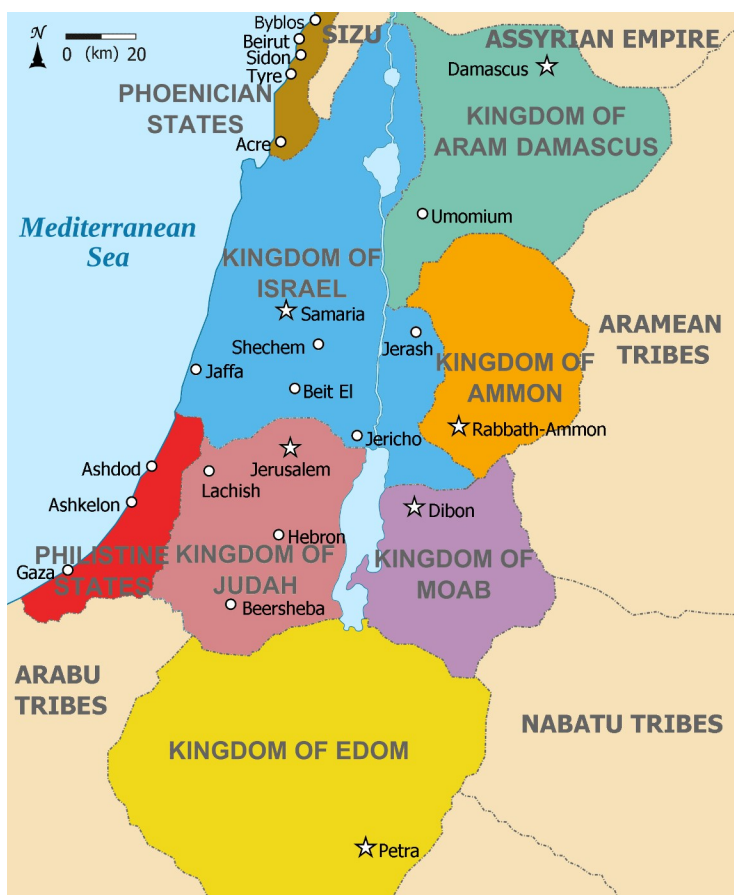 Byblos
Beirut
Sidon
Tyre
Acre
N
0 (km) 20
SIZU
ASSYRIAN EMPIRE
Damascus
PHOENICIAN
STATES
KINGDOM OF
ARAM DAMASCUS
Umomium
Mediterranean
Sea
KINGDOM OF
ISRAEL
Samaria
Shechem
Jerash
Jaffa
Beit El
Jericho
ARAMEAN
TRIBES
KINGDOM OF
AMMON
Rabbath-Ammon
Ashdod
Ashkelon
Gaza
PHILISTINE
STATES
Jerusalem
Lachish
Hebron
KINGDOM OF
JUDAH
Beersheba
Dibon
KINGDOM OF
MOAB
ARABU
TRIBES
NABATU TRIBES
KINGDOM OF EDOM
Petra